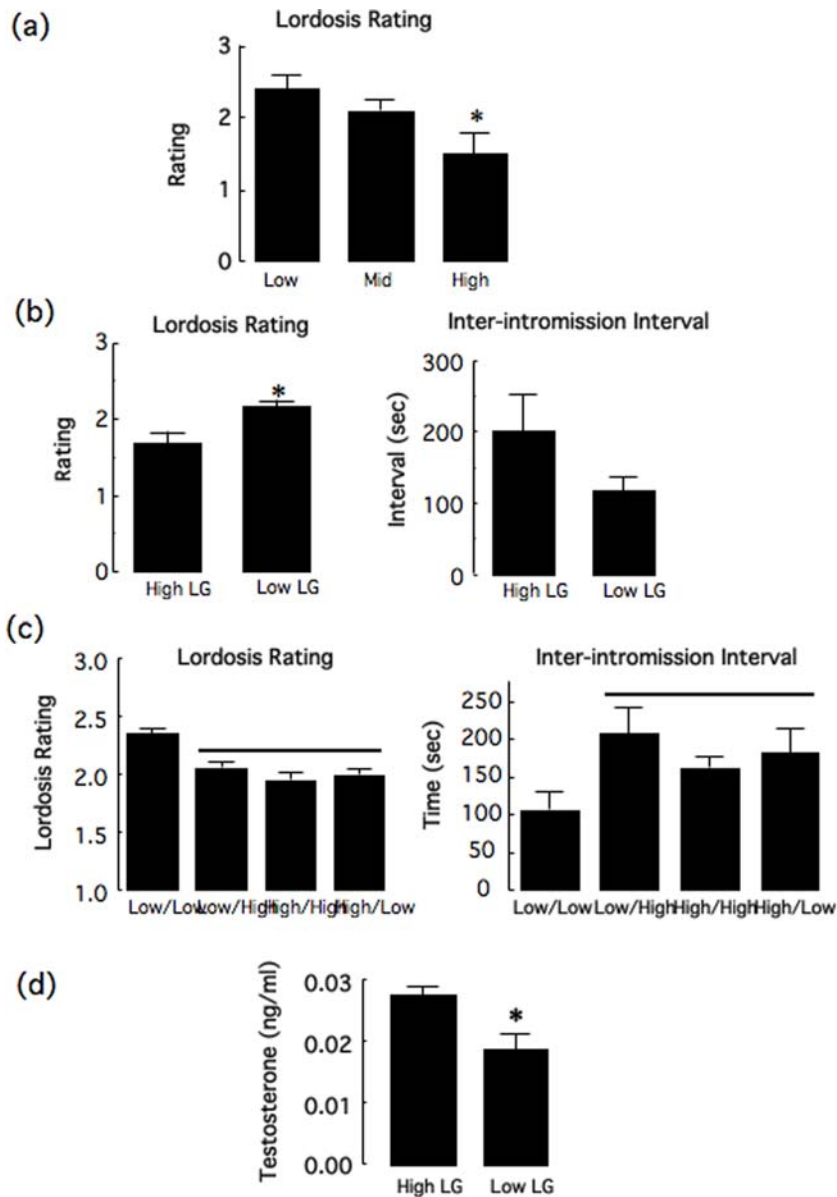 (a)
Lordosis Rating
Rating
3
2
1
0
*
Low Mid High
(b)
Lordosis Rating
Rating
3
2
1
0
*
High LG Low LG
Inter-intromission Interval
Interval (sec)
300
200
100
0
High LG Low LG
(c)
Lordosis Rating
Lordosis Rating
3.0
2.5
2.0
1.5
1.0
Low/Low Low/High High/High High/Low
Inter-intromission Interval
Time (sec)
250
200
150
100
50
0
Low/Low Low/High High/High High/Low
(d)
Testosterone (ng/ml)
0.03
0.02
0.01
0.00
*
High LG Low LG